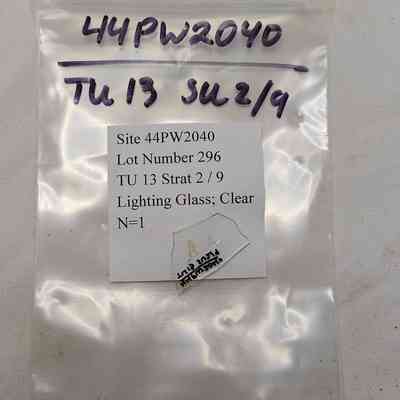 44PW2040
TU 13 SU 2/9
Site 44PW2040
Lot Number 296
TU 13 Strat 2 / 9
Lighting Glass; Clear
N=1